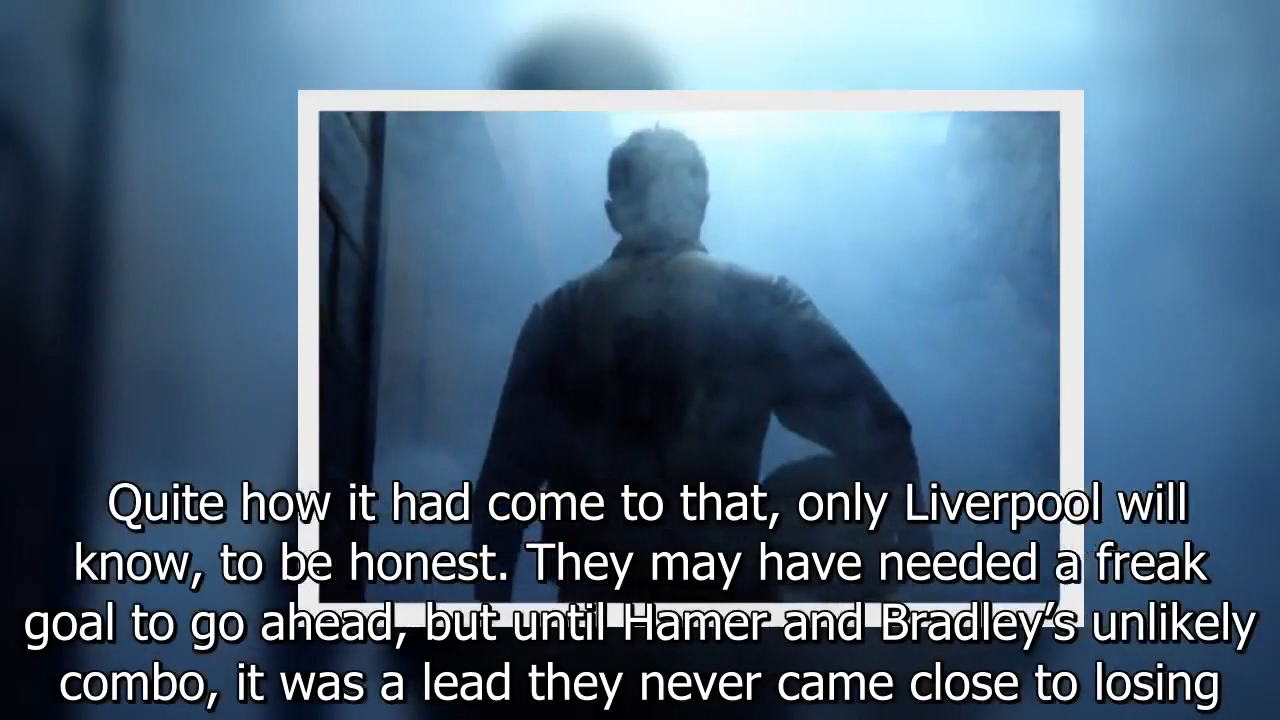 Quite how it had come to that, only Liverpool will
know, to be honest. They may have needed a freak
goal to go ahead, but until Hamer and Bradley’s unlikely
combo, it was a lead they never came close to losing